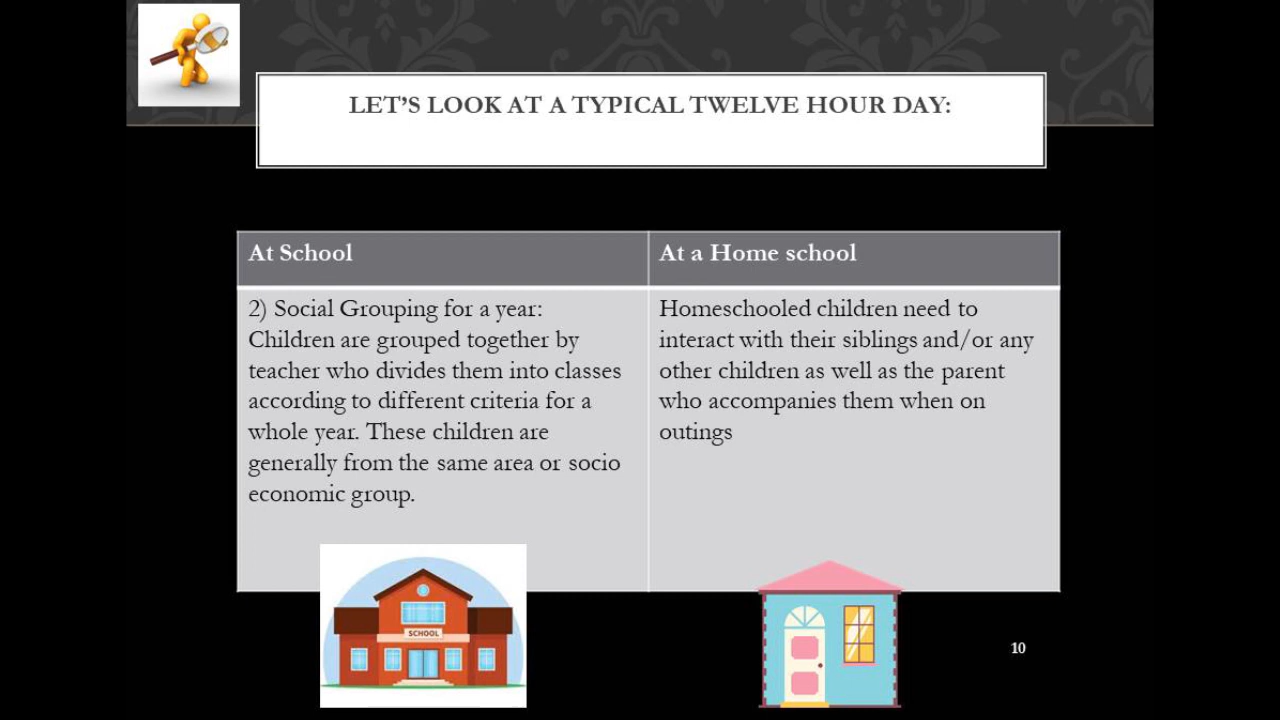 LET’S LOOK AT A TYPICAL TWELVE HOUR DAY:
At School
2) Social Grouping for a year:
Children are grouped together by
teacher who divides them into classes
according to different criteria for a
whole year. These children are
generally from the same area or socio
economic group.
At a Home school
Homeschooled children need to
interact with their siblings and/or any
other children as well as the parent
who accompanies them when on
outings
SCHOOL
10